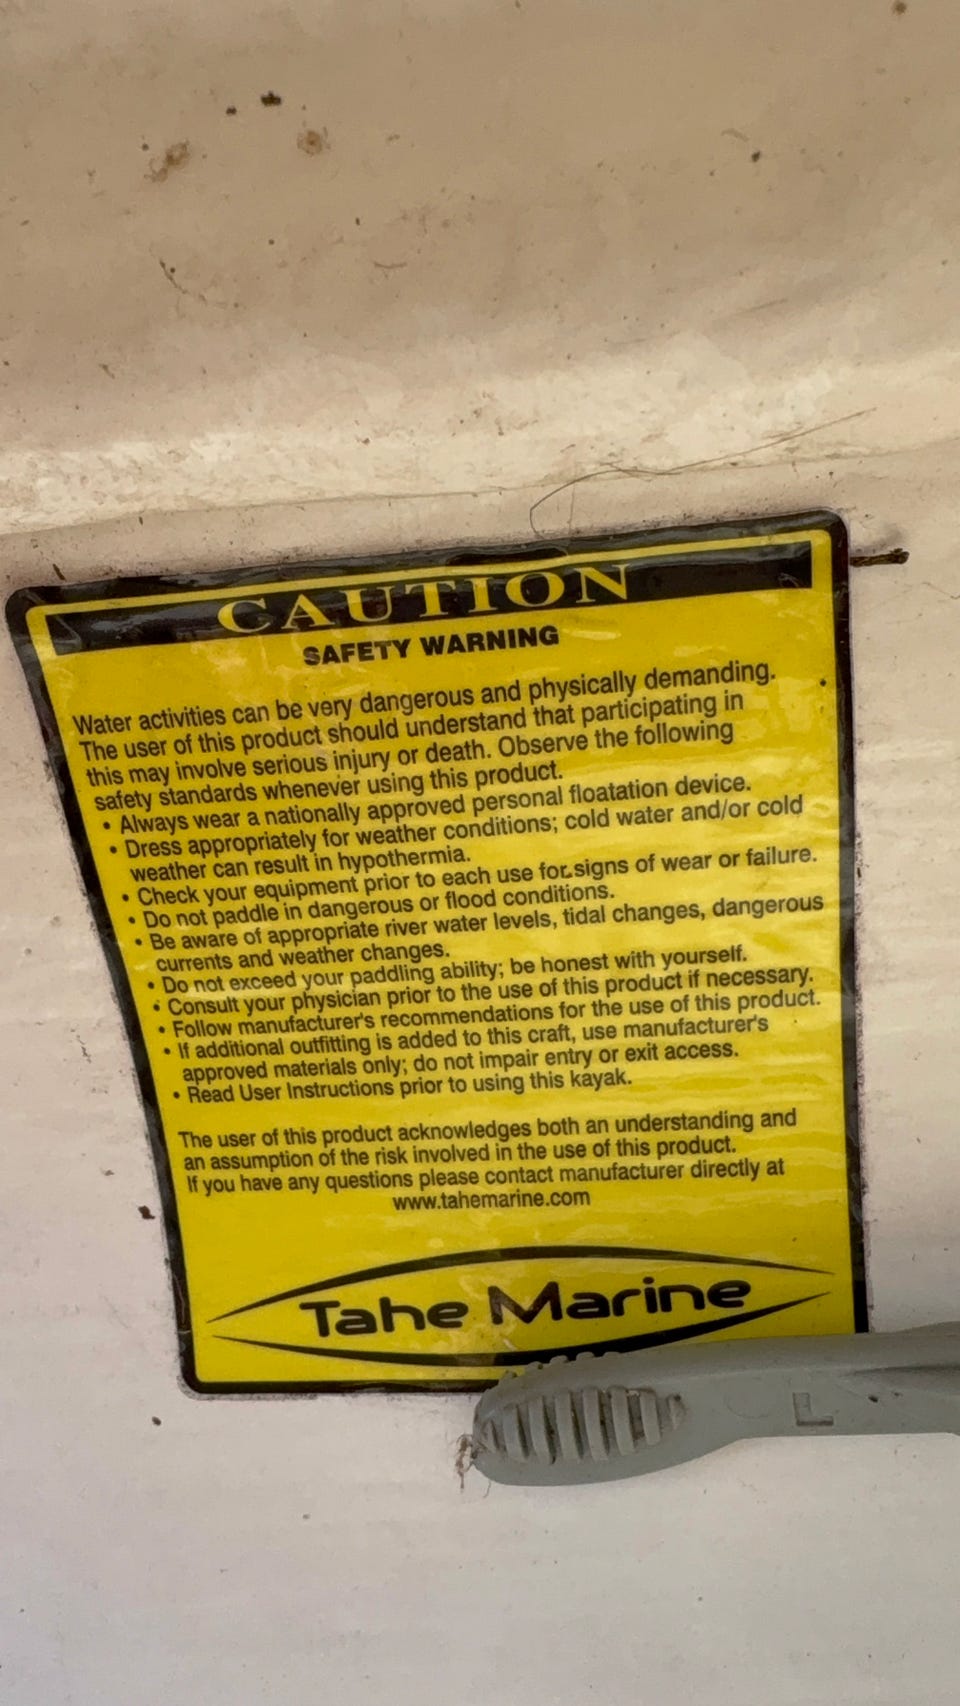 CAUTION
SAFETY WARNING
Water activities can be very dangerous and physically demanding.
The user of this product should understand that participating in
this may involve serious injury or death. Observe the following
safety standards whenever using this product.
• Always wear a nationally approved personal floatation device.
• Dress appropriately for weather conditions; cold water and/or cold
weather can result in hypothermia.
• Check your equipment prior to each use for signs of wear or failure.
• Do not paddle in dangerous or flood conditions.
• Be aware of appropriate river water levels, tidal changes, dangerous
currents and weather changes.
• Do not exceed your paddling ability; be honest with yourself.
• Consult your physician prior to the use of this product if necessary.
• Follow manufacturer's recommendations for the use of this product.
• If additional outfitting is added to this craft, use manufacturer's
approved materials only; do not impair entry or exit access.
• Read User Instructions prior to using this kayak.
The user of this product acknowledges both an understanding and
an assumption of the risk involved in the use of this product.
If you have any questions please contact manufacturer directly at
www.tahemarine.com
Tahe Marine
L